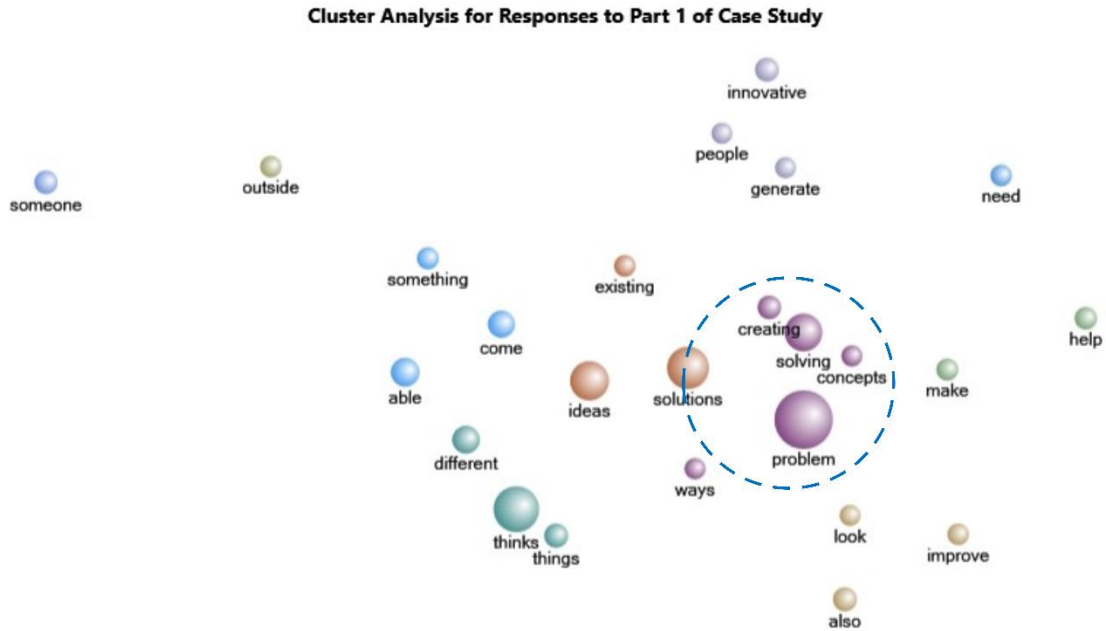 Cluster Analysis for Responses to Part 1 of Case Study
innovative
people
generate
outside
need
someone
something
existing
creating
help
come
solving
concepts
make
able
solutions
ideas
different
problem
ways
look
thinks
things
improve
also